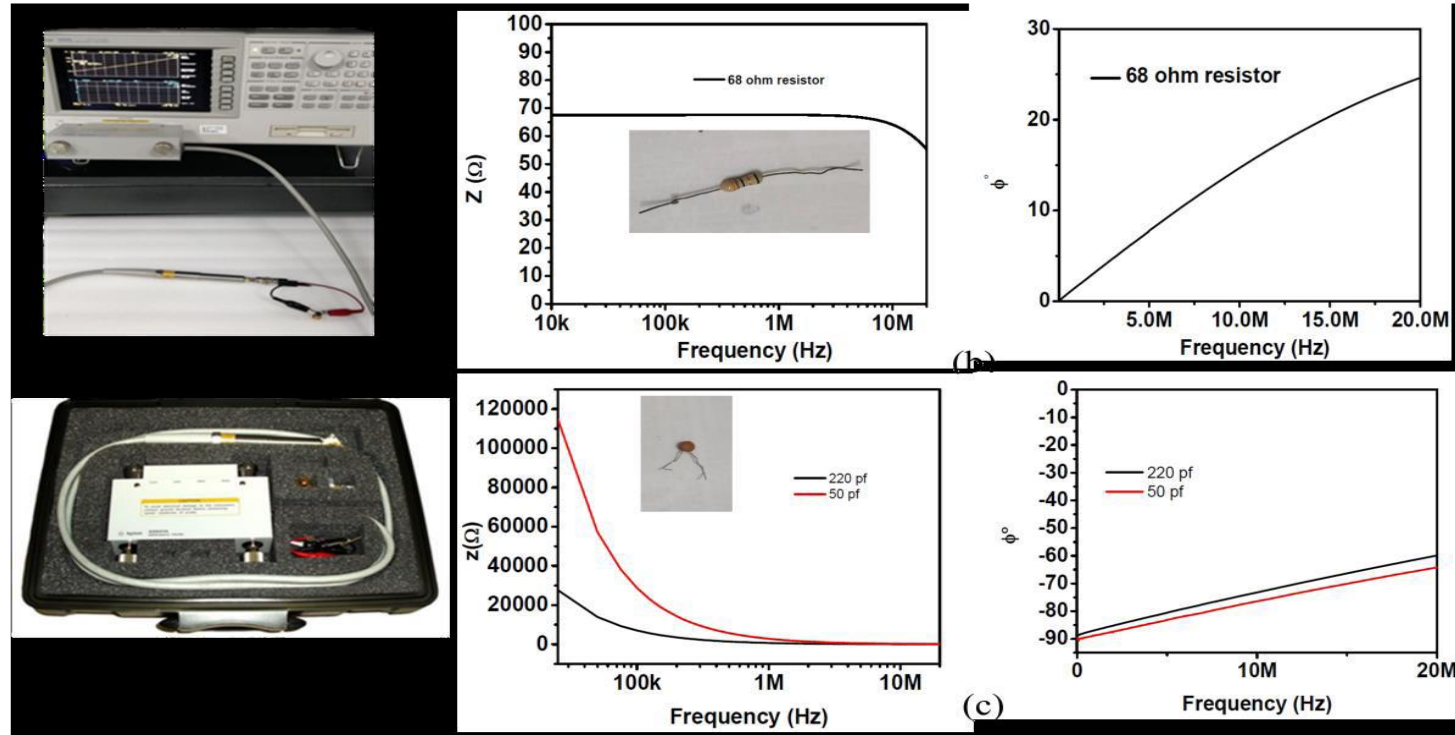 100
90
80
70
60
50
40
30
20
10
0
Z (Ω)
68 ohm resistor
10k
100k
1M
10M
Frequency (Hz)
30
20
10
0
ϕ°
68 ohm resistor
5.0M
10.0M
15.0M
20.0M
Frequency (Hz)
(b)
120000
100000
80000
60000
40000
20000
0
z(Ω)
220 pf
50 pf
100k
1M
10M
Frequency (Hz)
0
-10
-20
-30
-40
-50
-60
-70
-80
-90
ϕ°
220 pf
50 pf
0
10M
20M
Frequency (Hz)
(c)